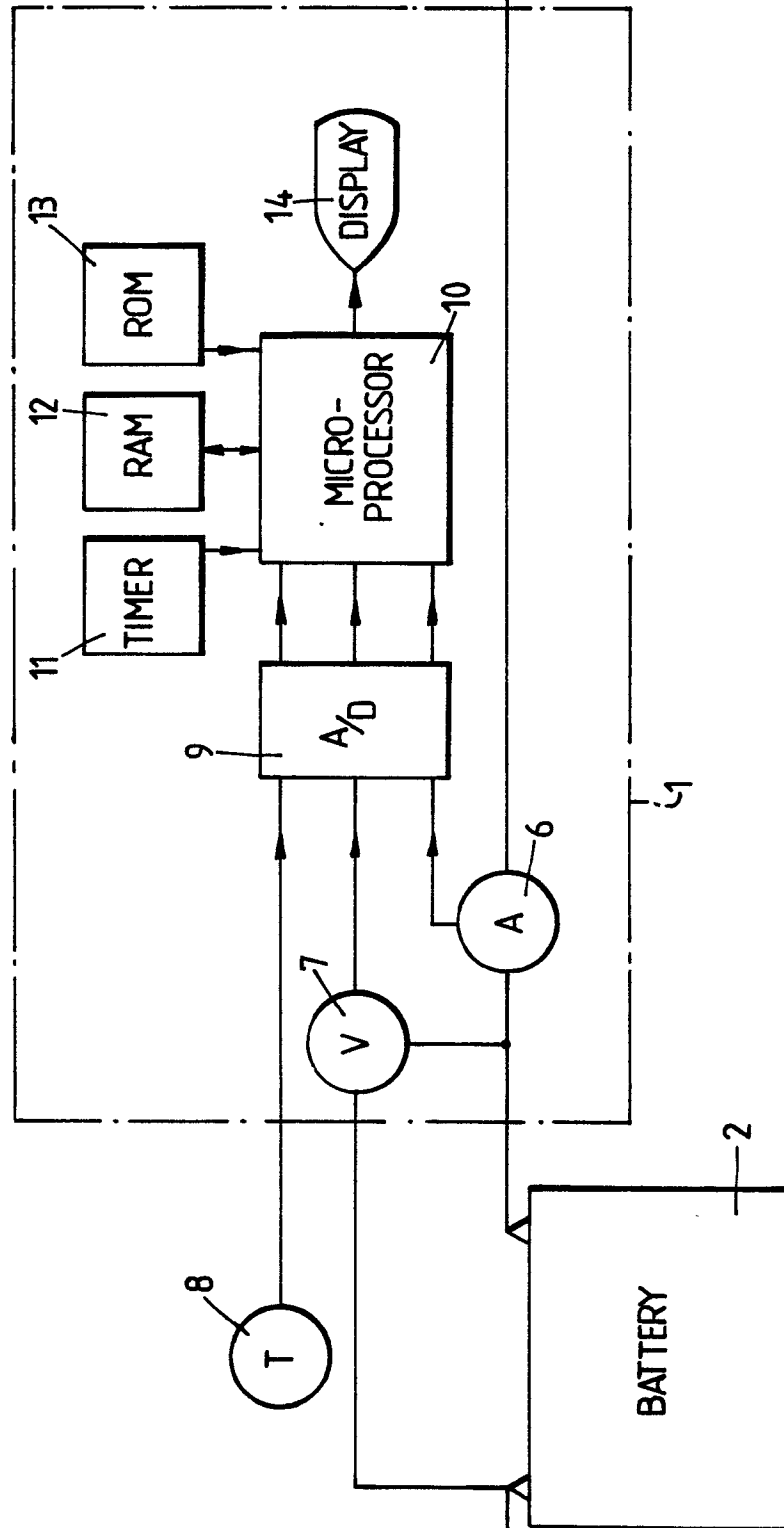 13
ROM
12
RAM
11
TIMER
14
DISPLAY
10
MICRO-
PROCESSOR
9
A/D
8
T
7
V
6
A
1
2
BATTERY